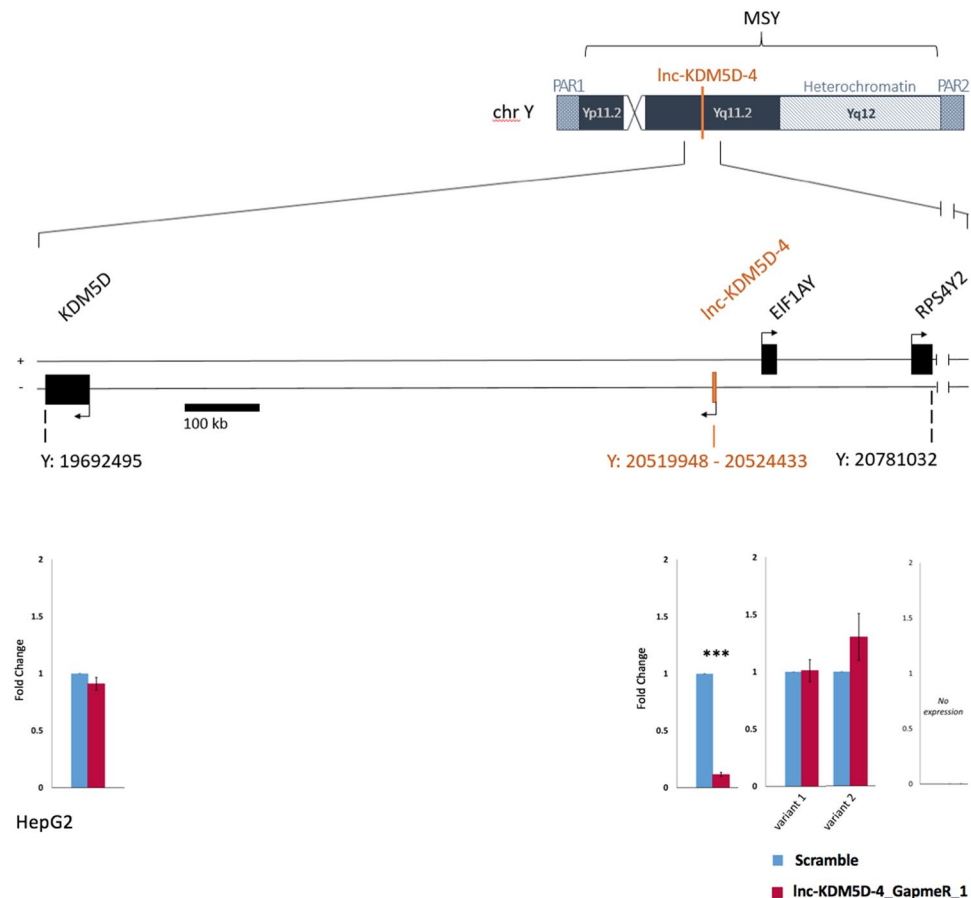 MSY
lnc-KDM5D-4
PAR1
Heterochromatin
PAR2
chr Y
Yp11.2
Yq11.2
Yq12
KDM5D
lnc-KDM5D-4
EIF1AY
RPS4Y2
+
-
100 kb
Y: 19692495
Y: 20519948 - 20524433
Y: 20781032
Fold Change
2
1.5
1
0.5
0
HepG2
Fold Change
2
1.5
1
0.5
0
***
2
1.5
1
0.5
0
variant 1
variant 2
2
1.5
1
0.5
0
No
expression
Scramble
lnc-KDM5D-4_GapmeR_1